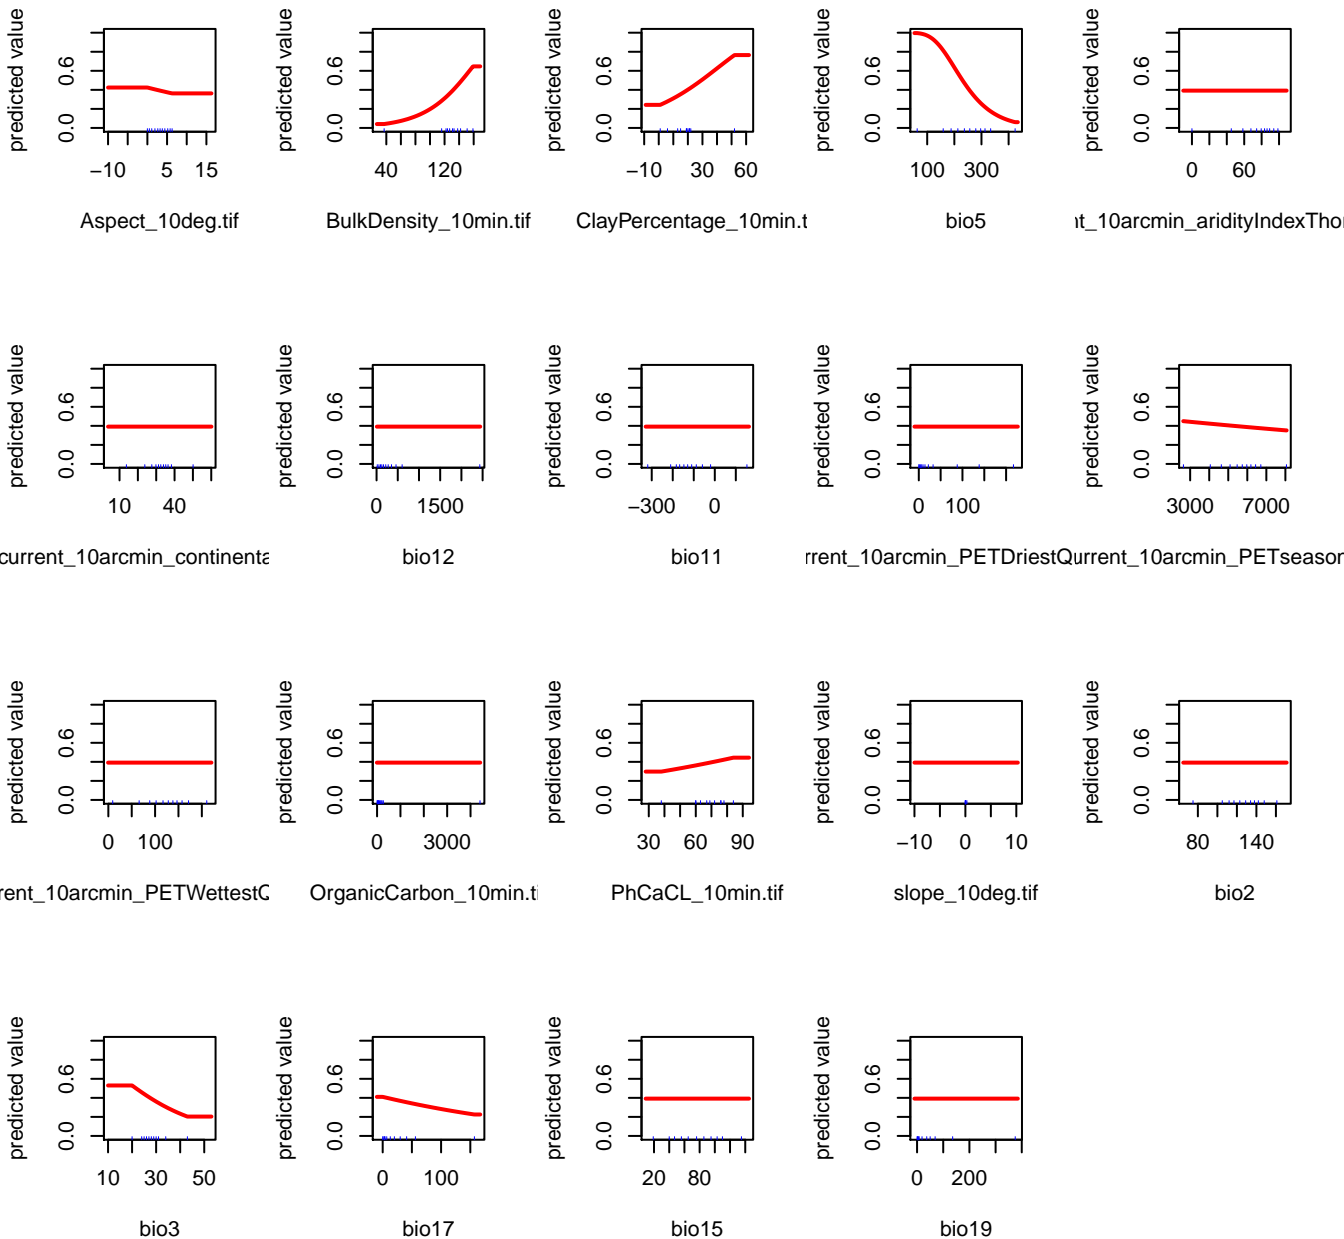 predicted value
0.0 0.6
−10 5 15
Aspect_10deg.tif
predicted value
0.0 0.6
40 120
BulkDensity_10min.tif
predicted value
0.0 0.6
−10 30 60
ClayPercentage_10min.t
predicted value
0.0 0.6
100 300
bio5
predicted value
0.0 0.6
0 60
nt_10arcmin_aridityIndexThor
predicted value
0.0 0.6
10 40
current_10arcmin_continenta
predicted value
0.0 0.6
0 1500
bio12
predicted value
0.0 0.6
−300 0
bio11
predicted value
0.0 0.6
0 100
rrent_10arcmin_PETDriestQu
predicted value
0.0 0.6
3000 7000
urrent_10arcmin_PETseason
predicted value
0.0 0.6
0 100
rent_10arcmin_PETWettestQ
predicted value
0.0 0.6
0 3000
OrganicCarbon_10min.ti
predicted value
0.0 0.6
30 60 90
PhCaCL_10min.tif
predicted value
0.0 0.6
−10 0 10
slope_10deg.tif
predicted value
0.0 0.6
80 140
bio2
predicted value
0.0 0.6
10 30 50
bio3
predicted value
0.0 0.6
0 100
bio17
predicted value
0.0 0.6
20 80
bio15
predicted value
0.0 0.6
0 200
bio19